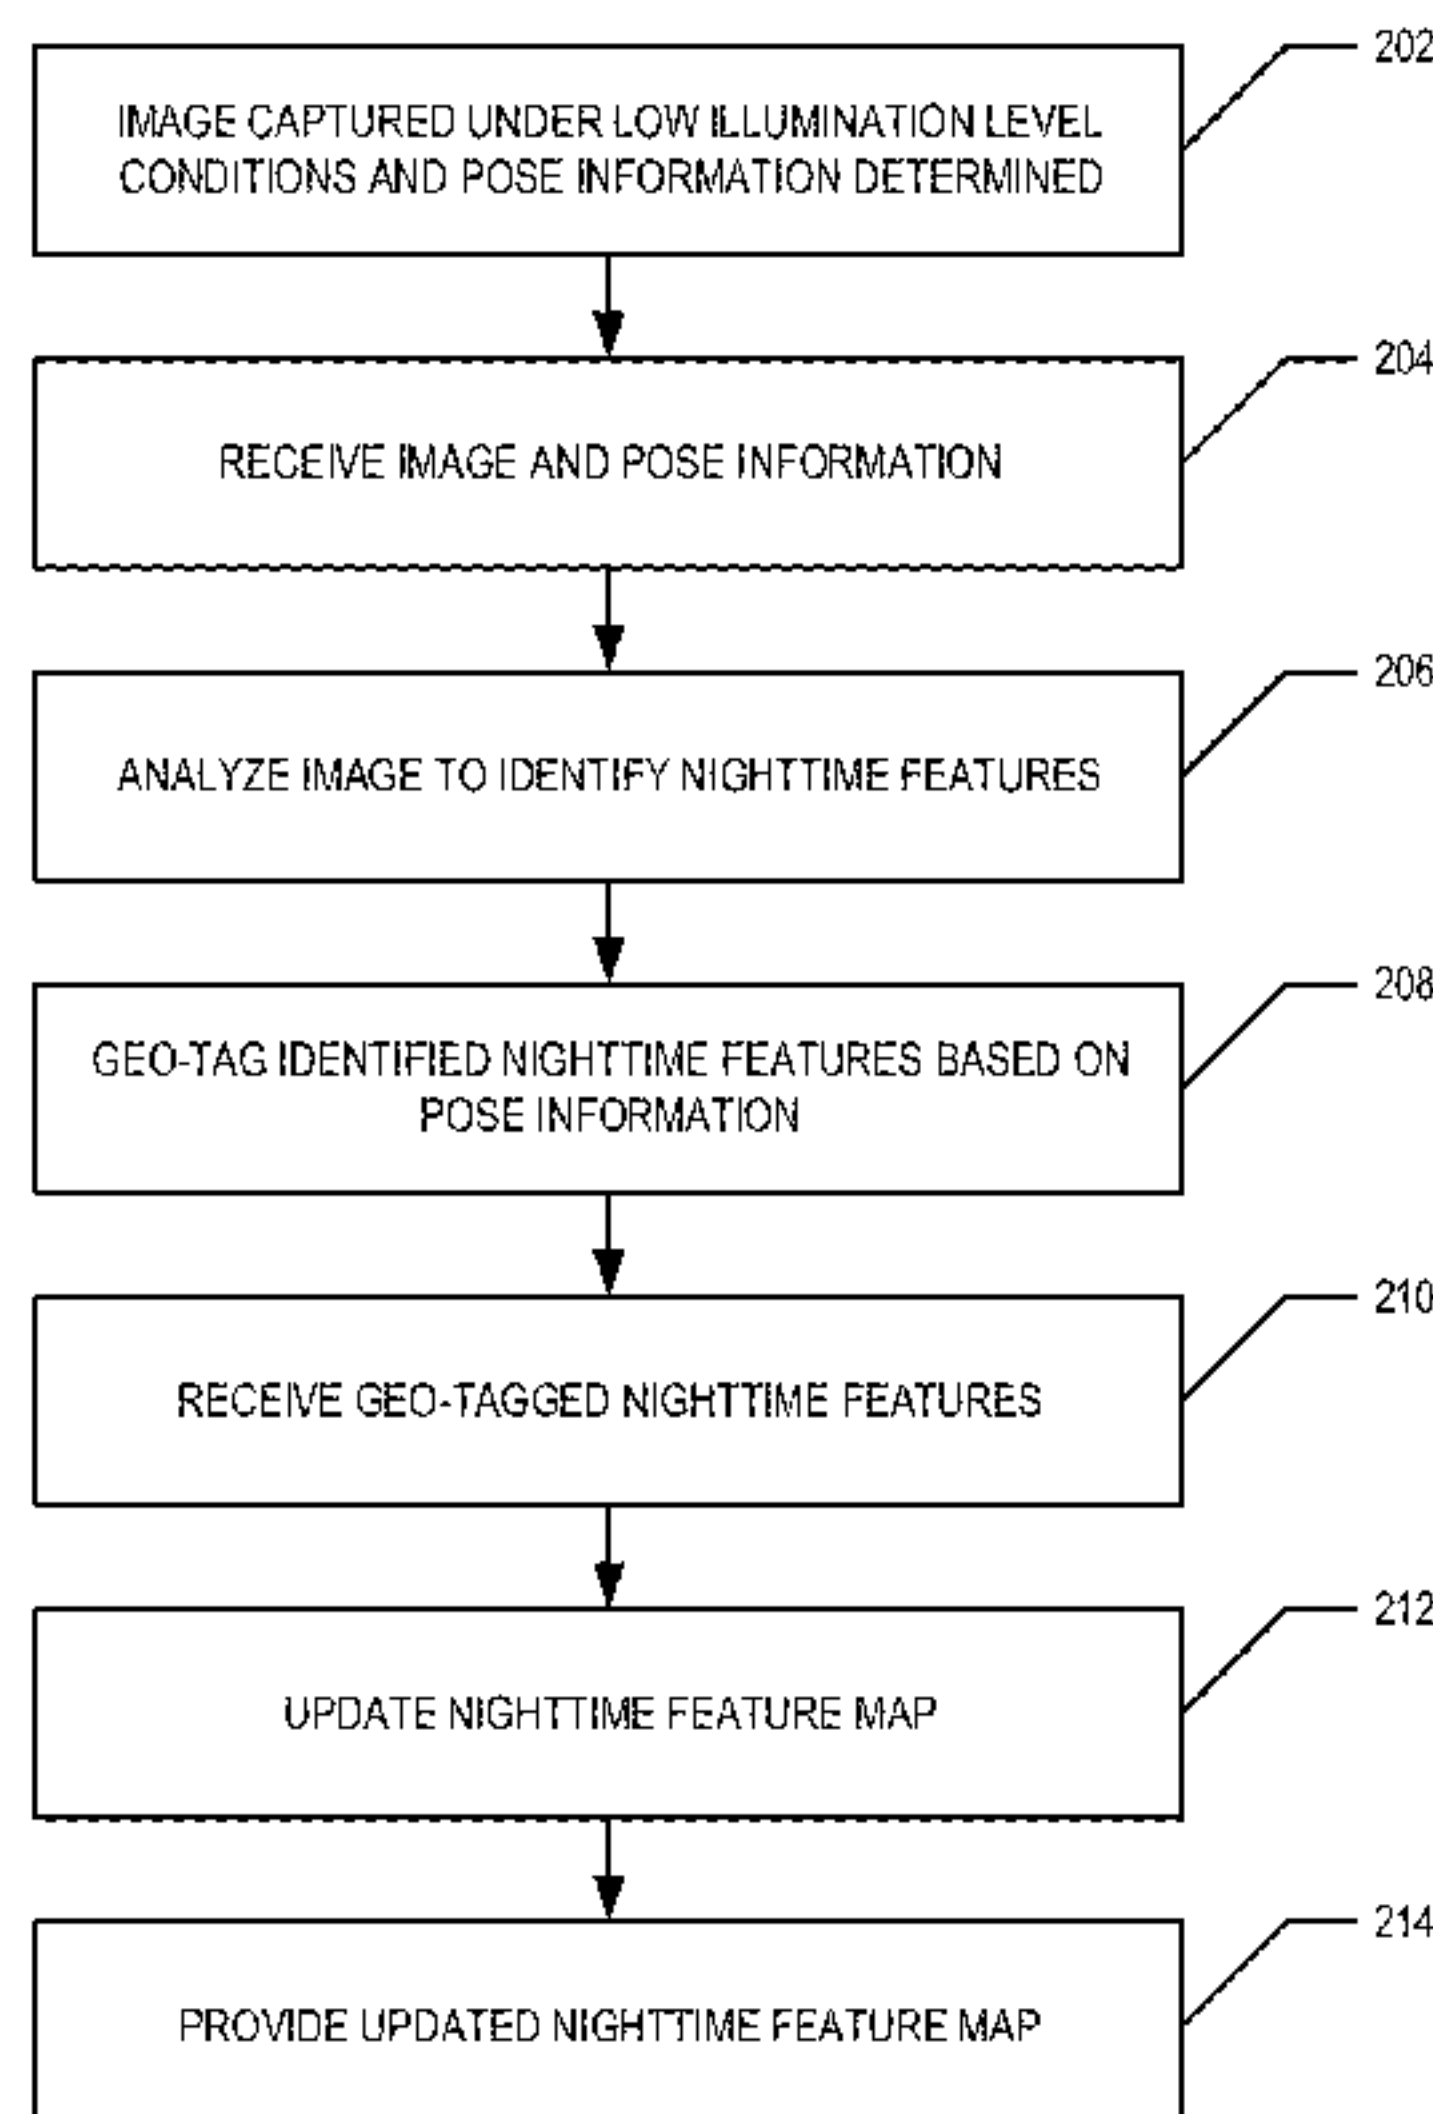 202
IMAGE CAPTURED UNDER LOW ILLUMINATION LEVEL
CONDITIONS AND POSE INFORMATION DETERMINED
204
RECEIVE IMAGE AND POSE INFORMATION
206
ANALYZE IMAGE TO IDENTIFY NIGHTTIME FEATURES
208
GEO-TAG IDENTIFIED NIGHTTIME FEATURES BASED ON
POSE INFORMATION
210
RECEIVE GEO-TAGGED NIGHTTIME FEATURES
212
UPDATE NIGHTTIME FEATURE MAP
214
PROVIDE UPDATED NIGHTTIME FEATURE MAP